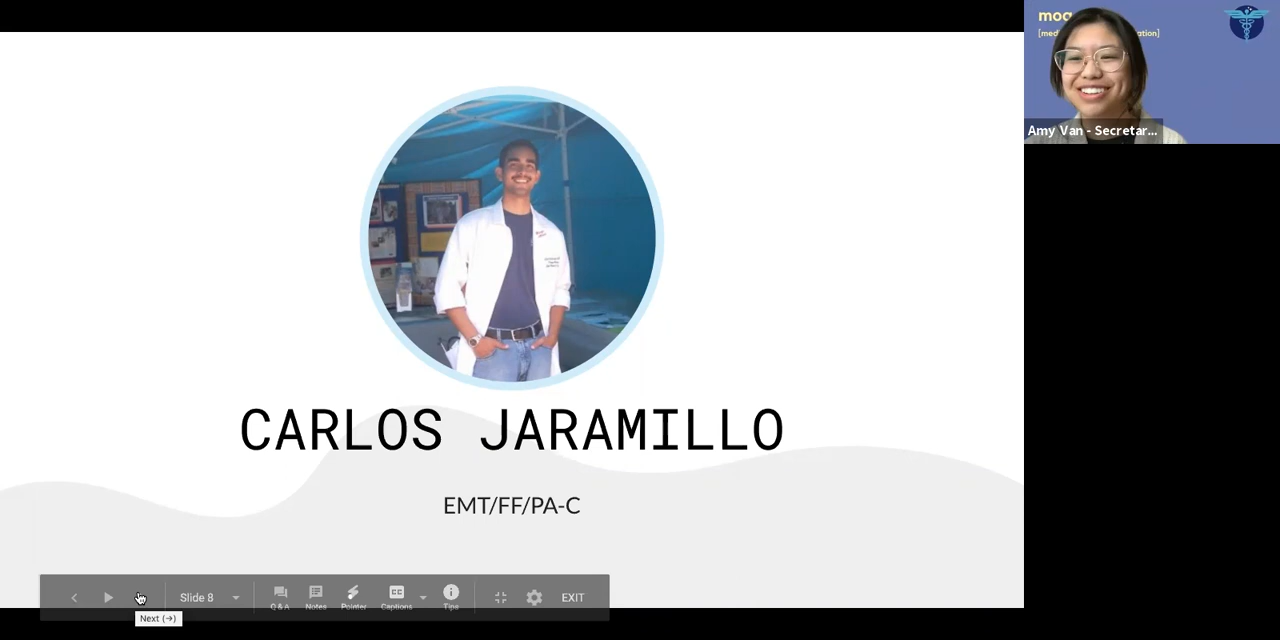 CARLOS JARAMILLO
EMT/FF/PA-C
Slide 8
Q&A
Notes
Pointer
Captions
Tips
EXIT
Next (→)
Amy Van - Secretar...